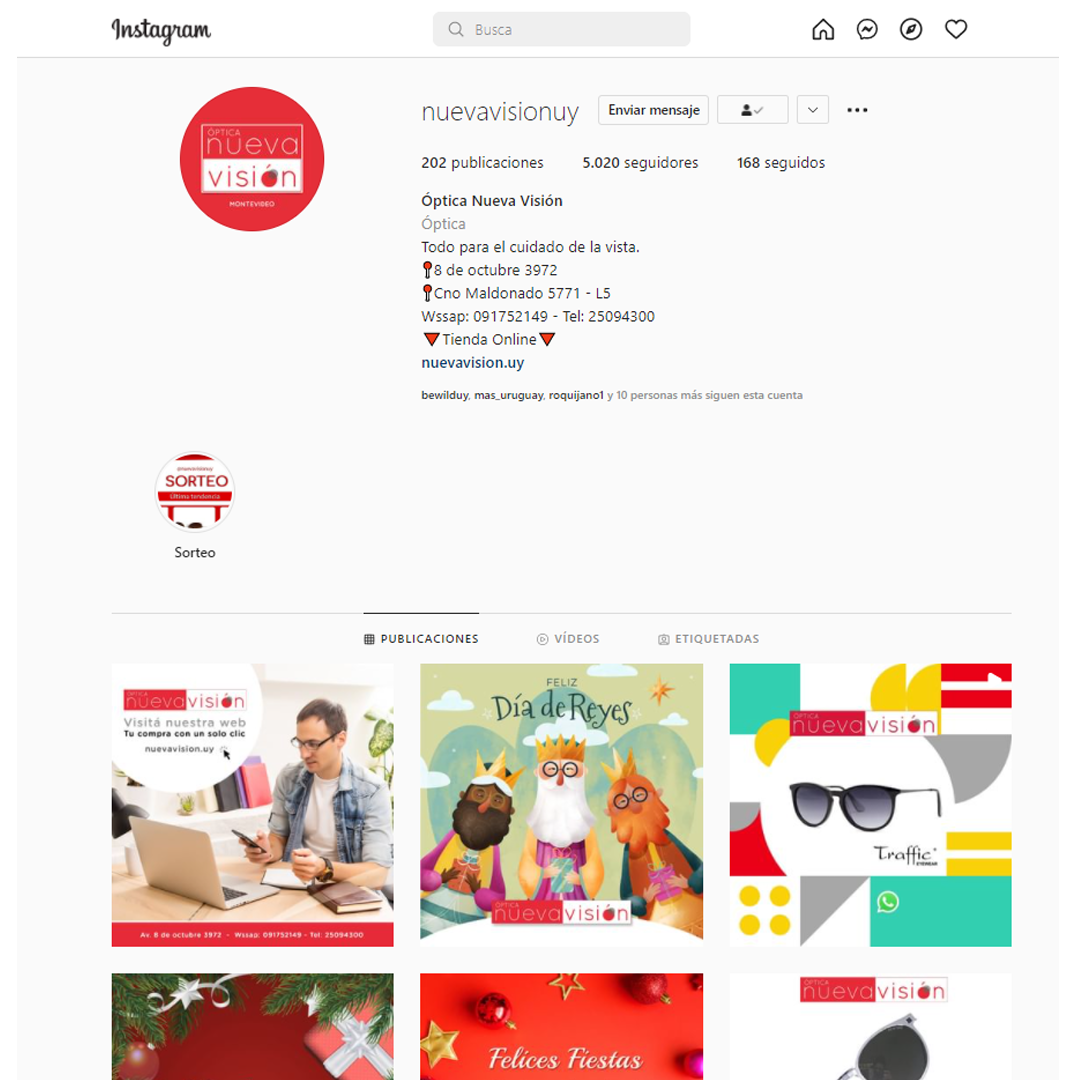 Instagram
Busca
ÓPTICA
nueva
visión
MONTEVIDEO
nuevavisionuy
Enviar mensaje
202 publicaciones 5.020 seguidores 168 seguidos
Óptica Nueva Visión
Óptica
Todo para el cuidado de la vista.
8 de octubre 3972
Cno Maldonado 5771 - L5
Wssap: 091752149 - Tel: 25094300
Tienda Online
nuevavision.uy
bewilduy, mas_uruguay, roquijano1 y 10 personas más siguen esta cuenta
SORTEO
Última tendencia
Sorteo
PUBLICACIONES VÍDEOS ETIQUETADAS
ÓPTICA
nuevavisión
Visitá nuestra web
Tu compra con un solo clic
nuevavision.uy
Av. 8 de octubre 3972 - Wssap: 091752149 - Tel: 25094300
FELIZ
Día de Reyes
ÓPTICA
nuevavisión
ÓPTICA
nuevavisión
Traffic
EYEWEAR
Felices Fiestas
ÓPTICA
nuevavisión